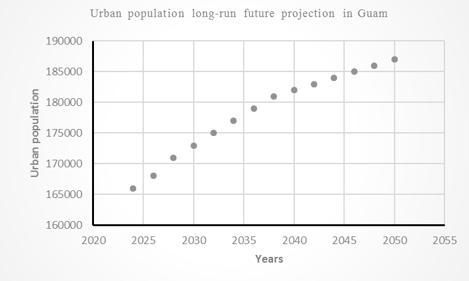 Urban population long-run future projection in Guam
190000
185000
180000
175000
170000
165000
160000
Urban population
2020 2025 2030 2035 2040 2045 2050 2055
Years